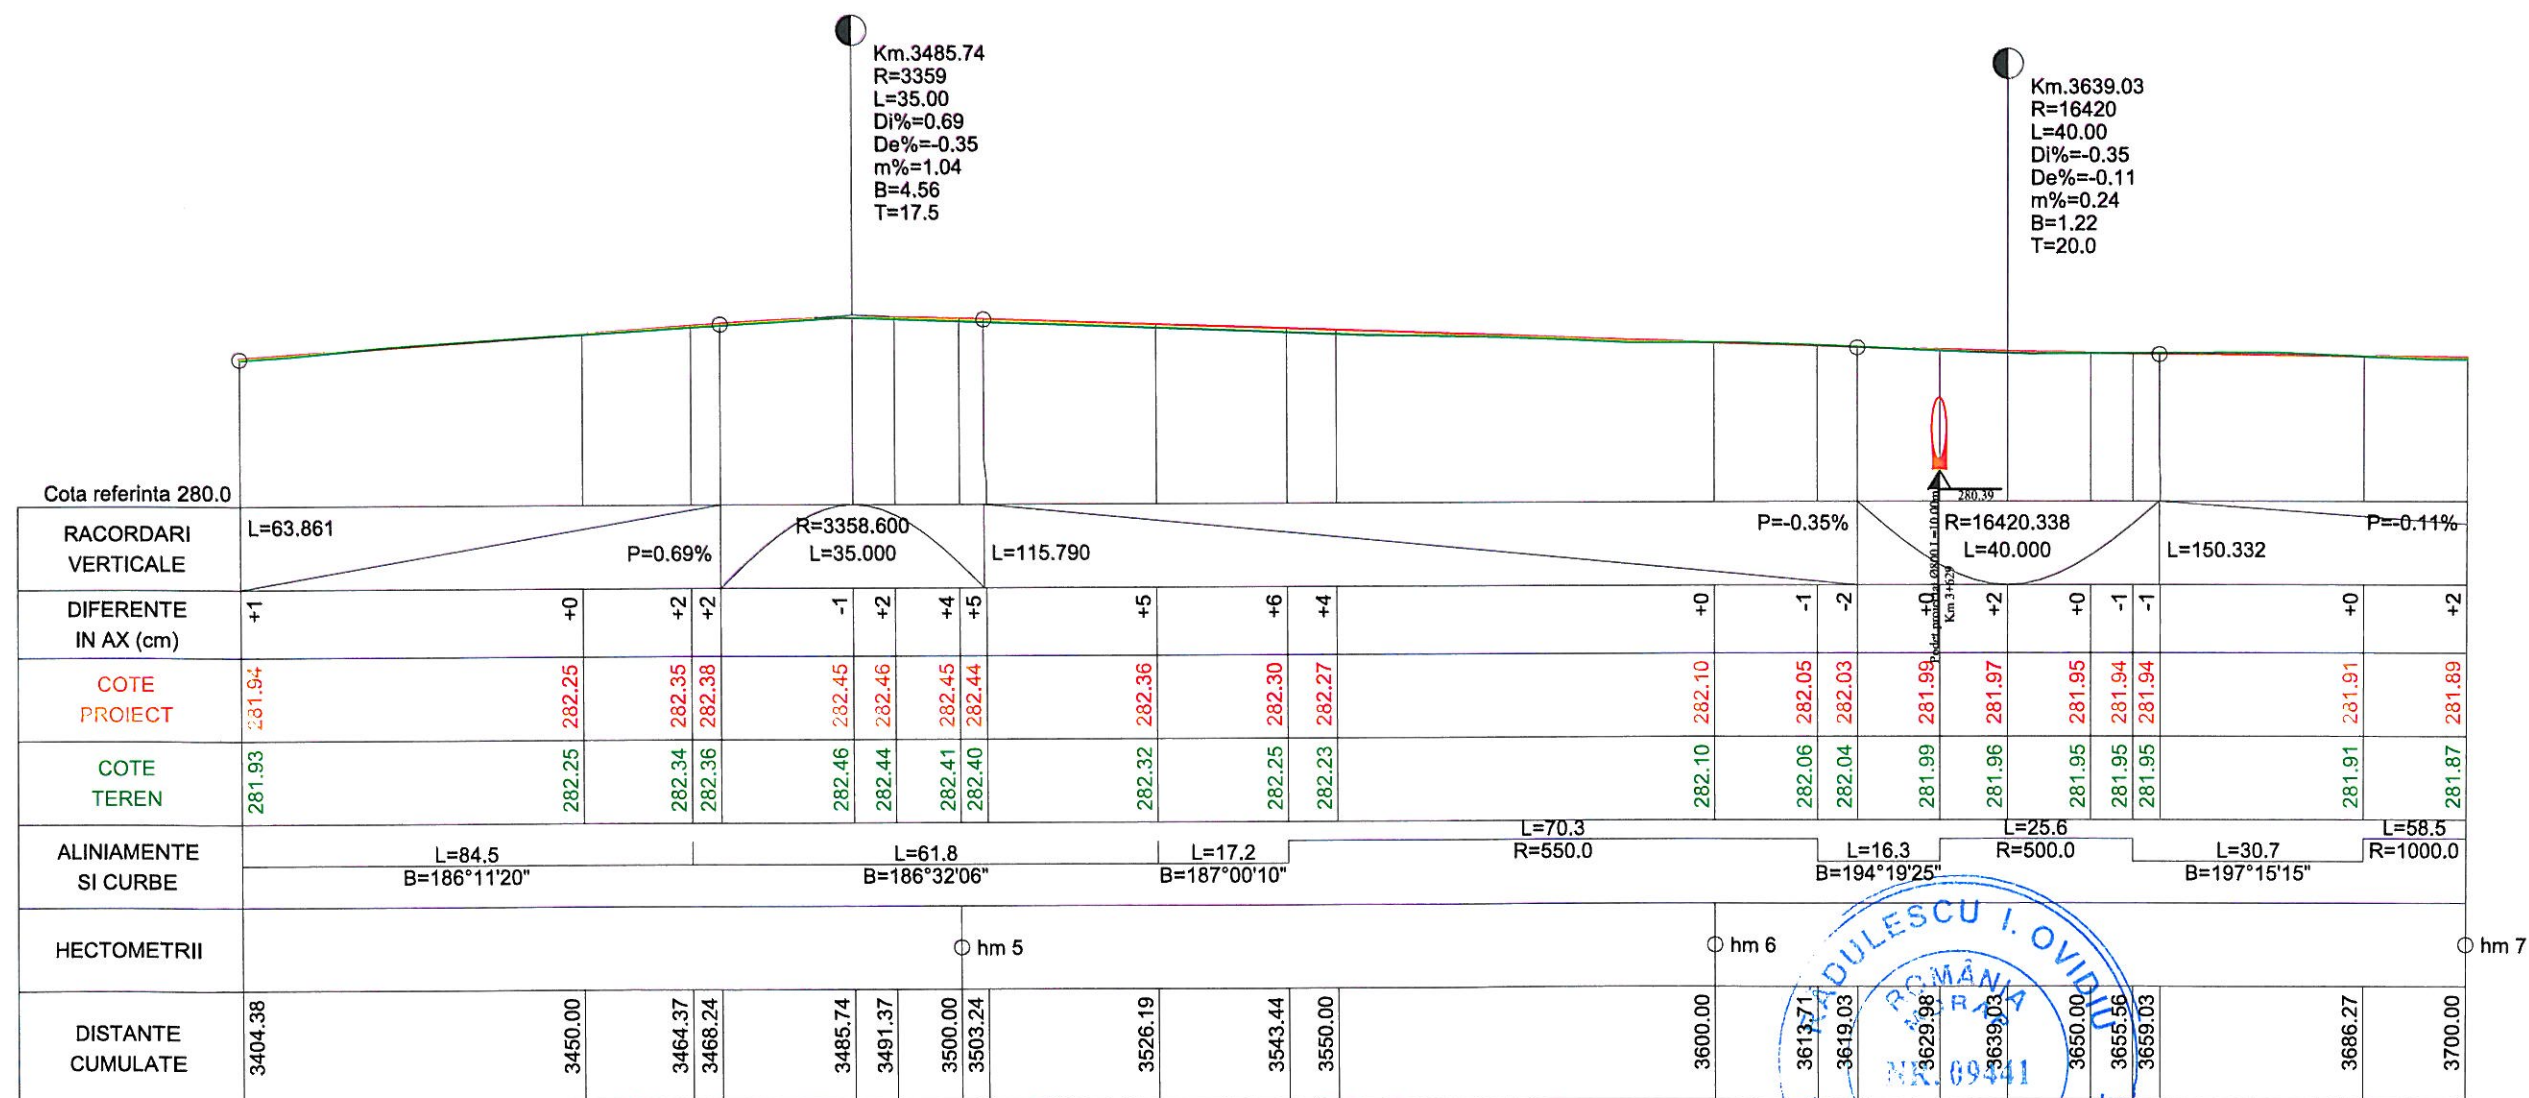 Km.3485.74
R=3359
L=35.00
Di%=0.69
De%=-0.35
m%=1.04
B=4.56
T=17.5
Km.3639.03
R=16420
L=40.00
Di%=-0.35
De%=-0.11
m%=0.24
B=1.22
T=20.0
Cota referinta 280.0
280.39
RACORDARI
VERTICALE
L=63.861
P=0.69%
R=3358.600
L=35.000
L=115.790
P=-0.35%
R=16420.338
L=40.000
L=150.332
P=-0.11%
Podet proiectat Ø800 L=10.00m
Km 3+629
DIFERENTE
IN AX (cm)
+1 +0 +2 +2 -1 +2 +4 +5 +5 +6 +4 +0 -1 -2 +0 +2 +0 -1 -1 +0 +2
COTE
PROIECT
281.94 282.25 282.35 282.38 282.45 282.46 282.45 282.44 282.36 282.30 282.27 282.10 282.05 282.03 281.99 281.97 281.95 281.94 281.94 281.91 281.89
COTE
TEREN
281.93 282.25 282.34 282.36 282.46 282.44 282.41 282.40 282.32 282.25 282.23 282.10 282.06 282.04 281.99 281.96 281.95 281.95 281.95 281.91 281.87
ALINIAMENTE
SI CURBE
L=84.5
B=186°11'20"
L=61.8
B=186°32'06"
L=17.2
B=187°00'10"
L=70.3
R=550.0
L=16.3
B=194°19'25"
L=25.6
R=500.0
L=30.7
B=197°15'15"
L=58.5
R=1000.0
HECTOMETRII
hm 5
hm 6
hm 7
DISTANTE
CUMULATE
3404.38 3450.00 3464.37 3468.24 3485.74 3491.37 3500.00 3503.24 3526.19 3543.44 3550.00 3600.00 3613.71 3619.03 3629.98 3639.03 3650.00 3655.56 3659.03 3686.27 3700.00
RĂDULESCU I. OVIDIU
ROMÂNIA
NR. 09441